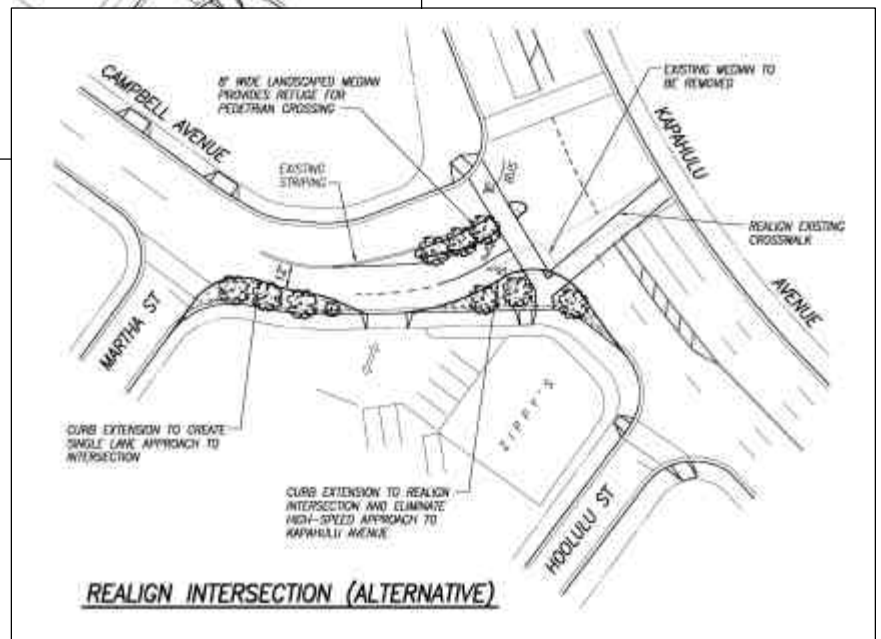 CAMPBELL AVENUE
8' WIDE LANDSCAPED MEDIAN
PROVIDES REFUGE FOR
PEDETRIAN CROSSING
EXISTING MEDIAN TO
BE REMOVED
KAPAHULU
AVENUE
EXISTING
STRIPING
BUS
REALIGN EXISTING
CROSSWALK
MARTHA ST
ZIPPY'S
CURB EXTENSION TO CREATE
SINGLE LANE APPROACH TO
INTERSECTION
CURB EXTENSION TO REALIGN
INTERSECTION AND ELIMINATE
HIGH-SPEED APPROACH TO
KAPAHULU AVENUE
HOOLULU ST
REALIGN INTERSECTION (ALTERNATIVE)